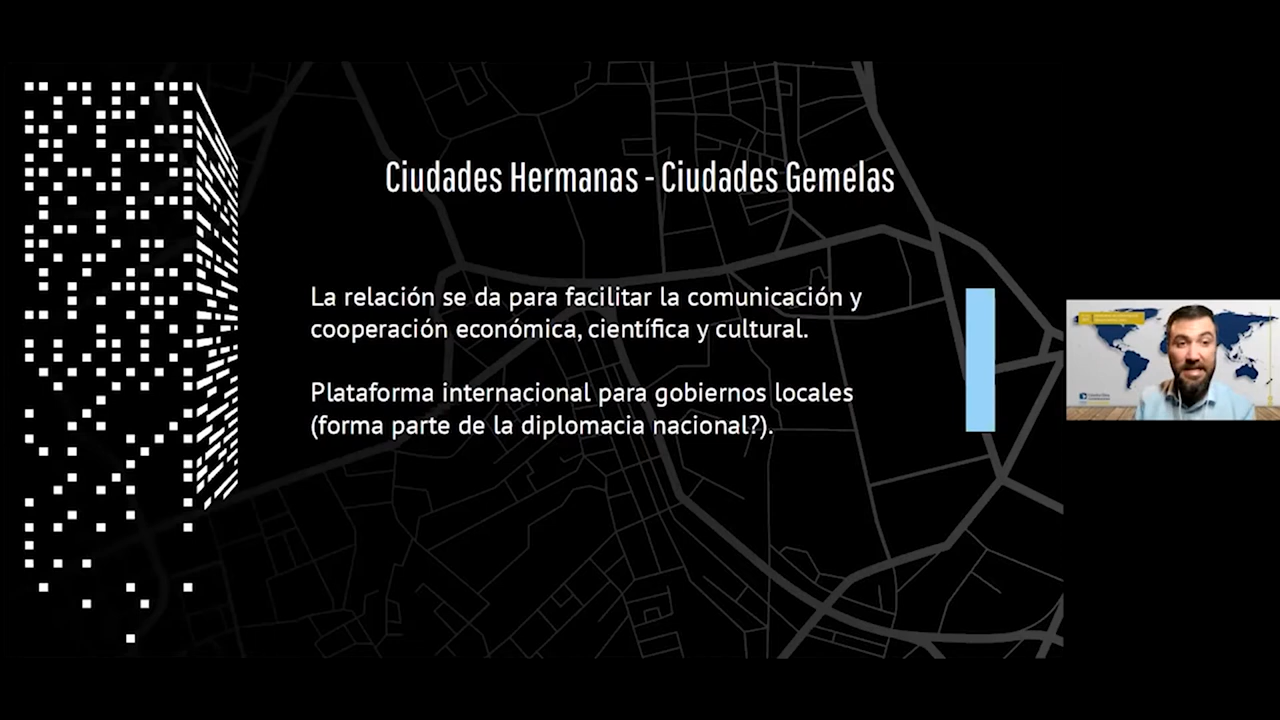 Ciudades Hermanas - Ciudades Gemelas
La relación se da para facilitar la comunicación y
cooperación económica, científica y cultural.
Plataforma internacional para gobiernos locales
(forma parte de la diplomacia nacional?).